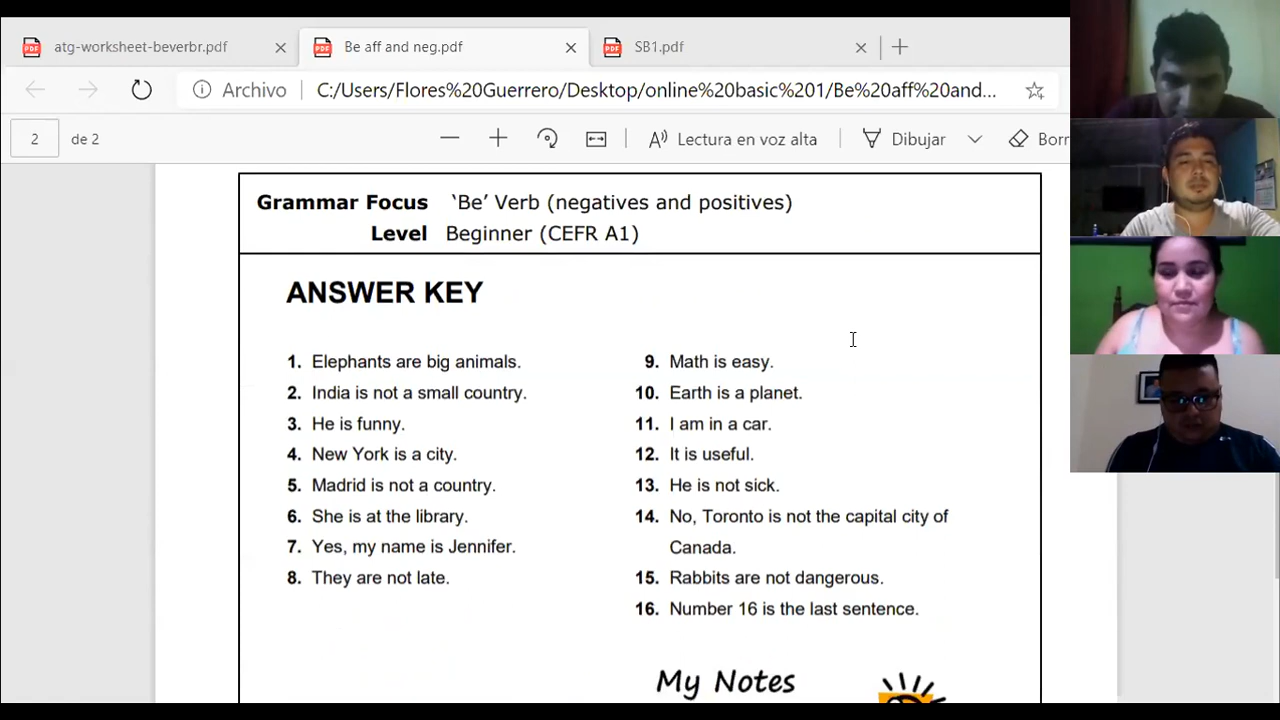 atg-worksheet-beverbr.pdf
Be aff and neg.pdf
SB1.pdf
Archivo
C:/Users/Flores%20Guerrero/Desktop/online%20basic%201/Be%20aff%20and...
2
de 2
Lectura en voz alta
Dibujar
Bor
Grammar Focus 'Be' Verb (negatives and positives)
Level Beginner (CEFR A1)
ANSWER KEY
1. Elephants are big animals.
2. India is not a small country.
3. He is funny.
4. New York is a city.
5. Madrid is not a country.
6. She is at the library.
7. Yes, my name is Jennifer.
8. They are not late.
9. Math is easy.
10. Earth is a planet.
11. I am in a car.
12. It is useful.
13. He is not sick.
14. No, Toronto is not the capital city of
Canada.
15. Rabbits are not dangerous.
16. Number 16 is the last sentence.
My Notes